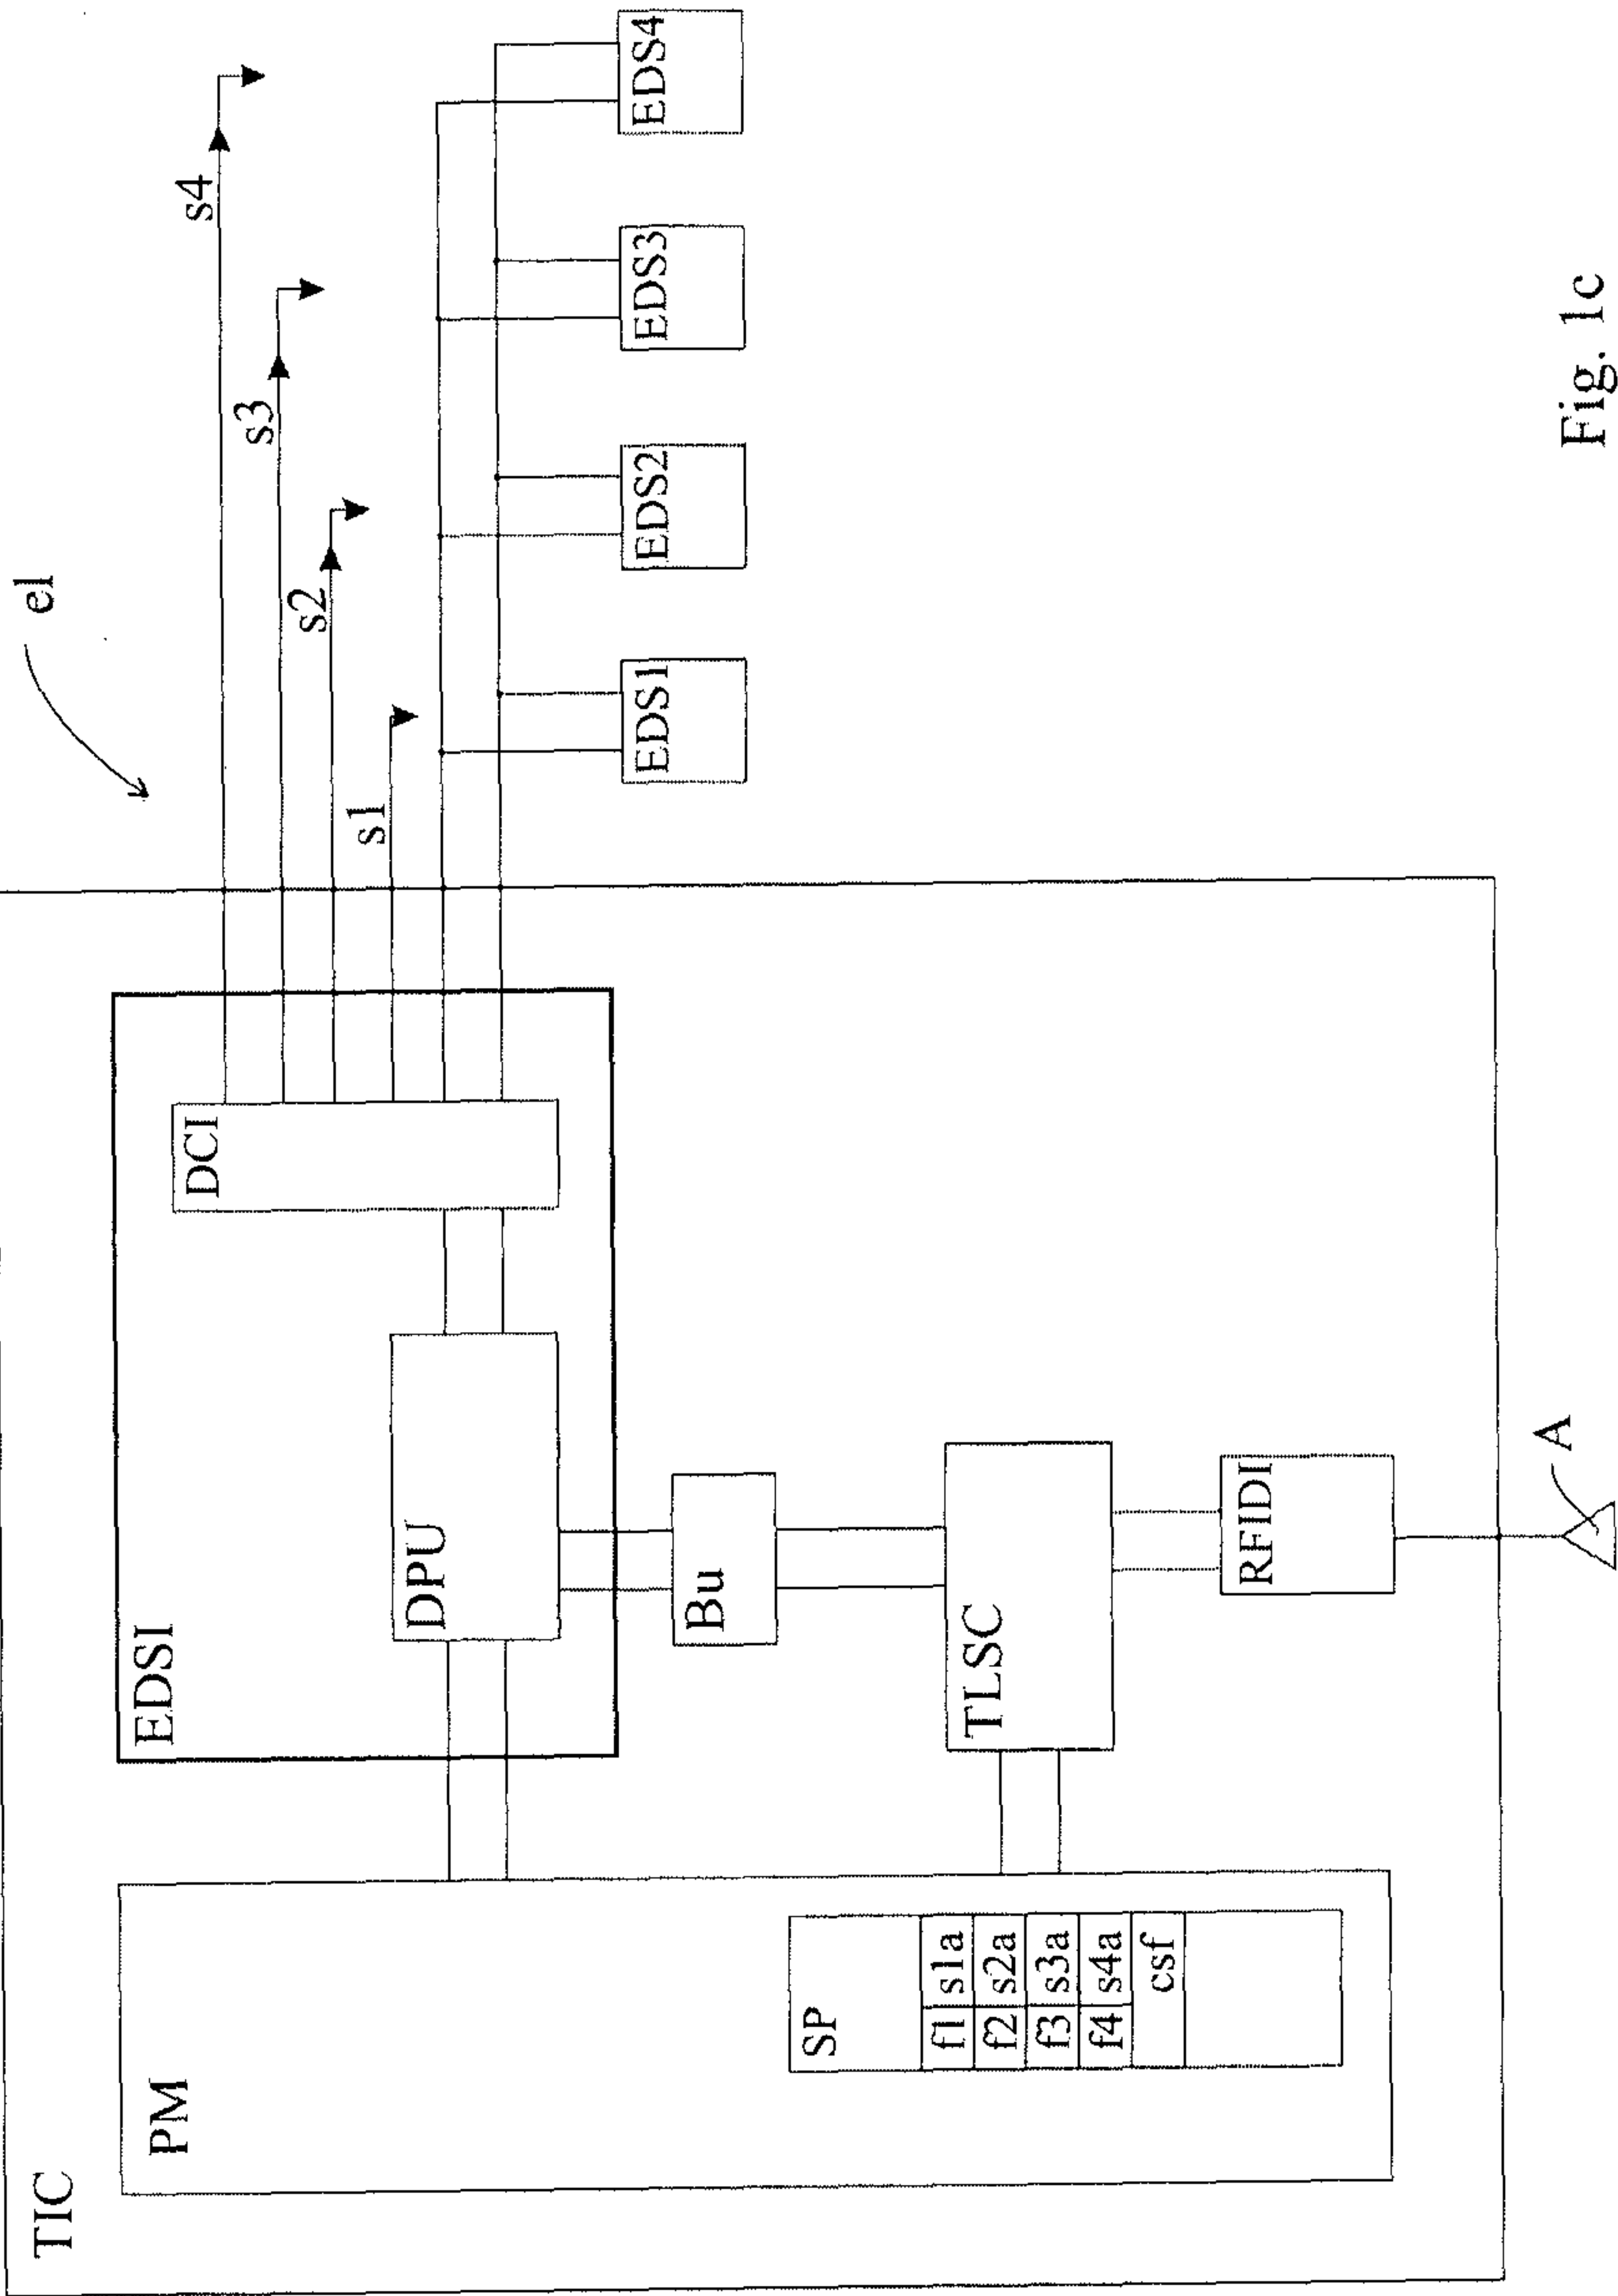 TIC
PM
SP
f1 s1a
f2 s2a
f3 s3a
f4 s4a
csf
EDSI
DPU
DCI
Bu
TLSC
RFIDI
A
el
s1
s2
s3
s4
EDS1
EDS2
EDS3
EDS4
Fig. 1c